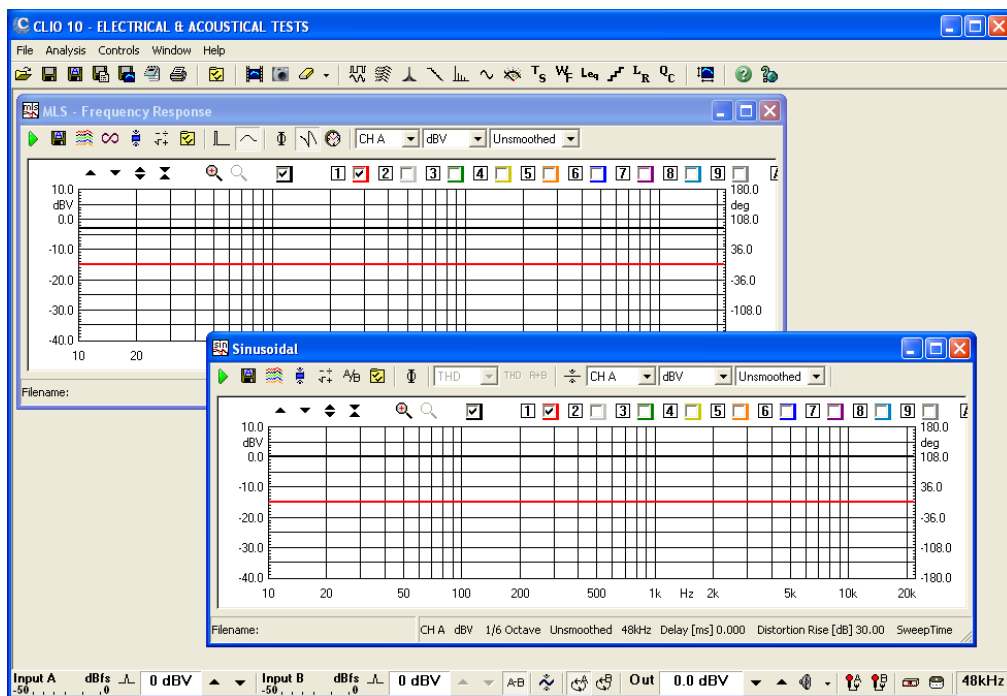 CLIO 10 - ELECTRICAL & ACOUSTICAL TESTS
File Analysis Controls Window Help
TS WF Leq LR QC
mls MLS - Frequency Response
Φ CH A dBV Unsmoothed
1 2 3 4 5 6 7 8 9
10.0 180.0
dBV deg
0.0 108.0
-10.0 36.0
-20.0 -36.0
-30.0 -108.0
-40.0
10 20
Filename:
sin Sinusoidal
A/B Φ THD THD R+B CH A dBV Unsmoothed
1 2 3 4 5 6 7 8 9
10.0 180.0
dBV deg
0.0 108.0
-10.0 36.0
-20.0 -36.0
-30.0 -108.0
-40.0 -180.0
10 20 50 100 200 500 1k Hz 2k 5k 10k 20k
Filename: CH A dBV 1/6 Octave Unsmoothed 48kHz Delay [ms] 0.000 Distortion Rise [dB] 30.00 SweepTime
Input A dBfs 0 dBV Input B dBfs 0 dBV A-B A B Out 0.0 dBV A B 48kHz
-50 0 -50 0